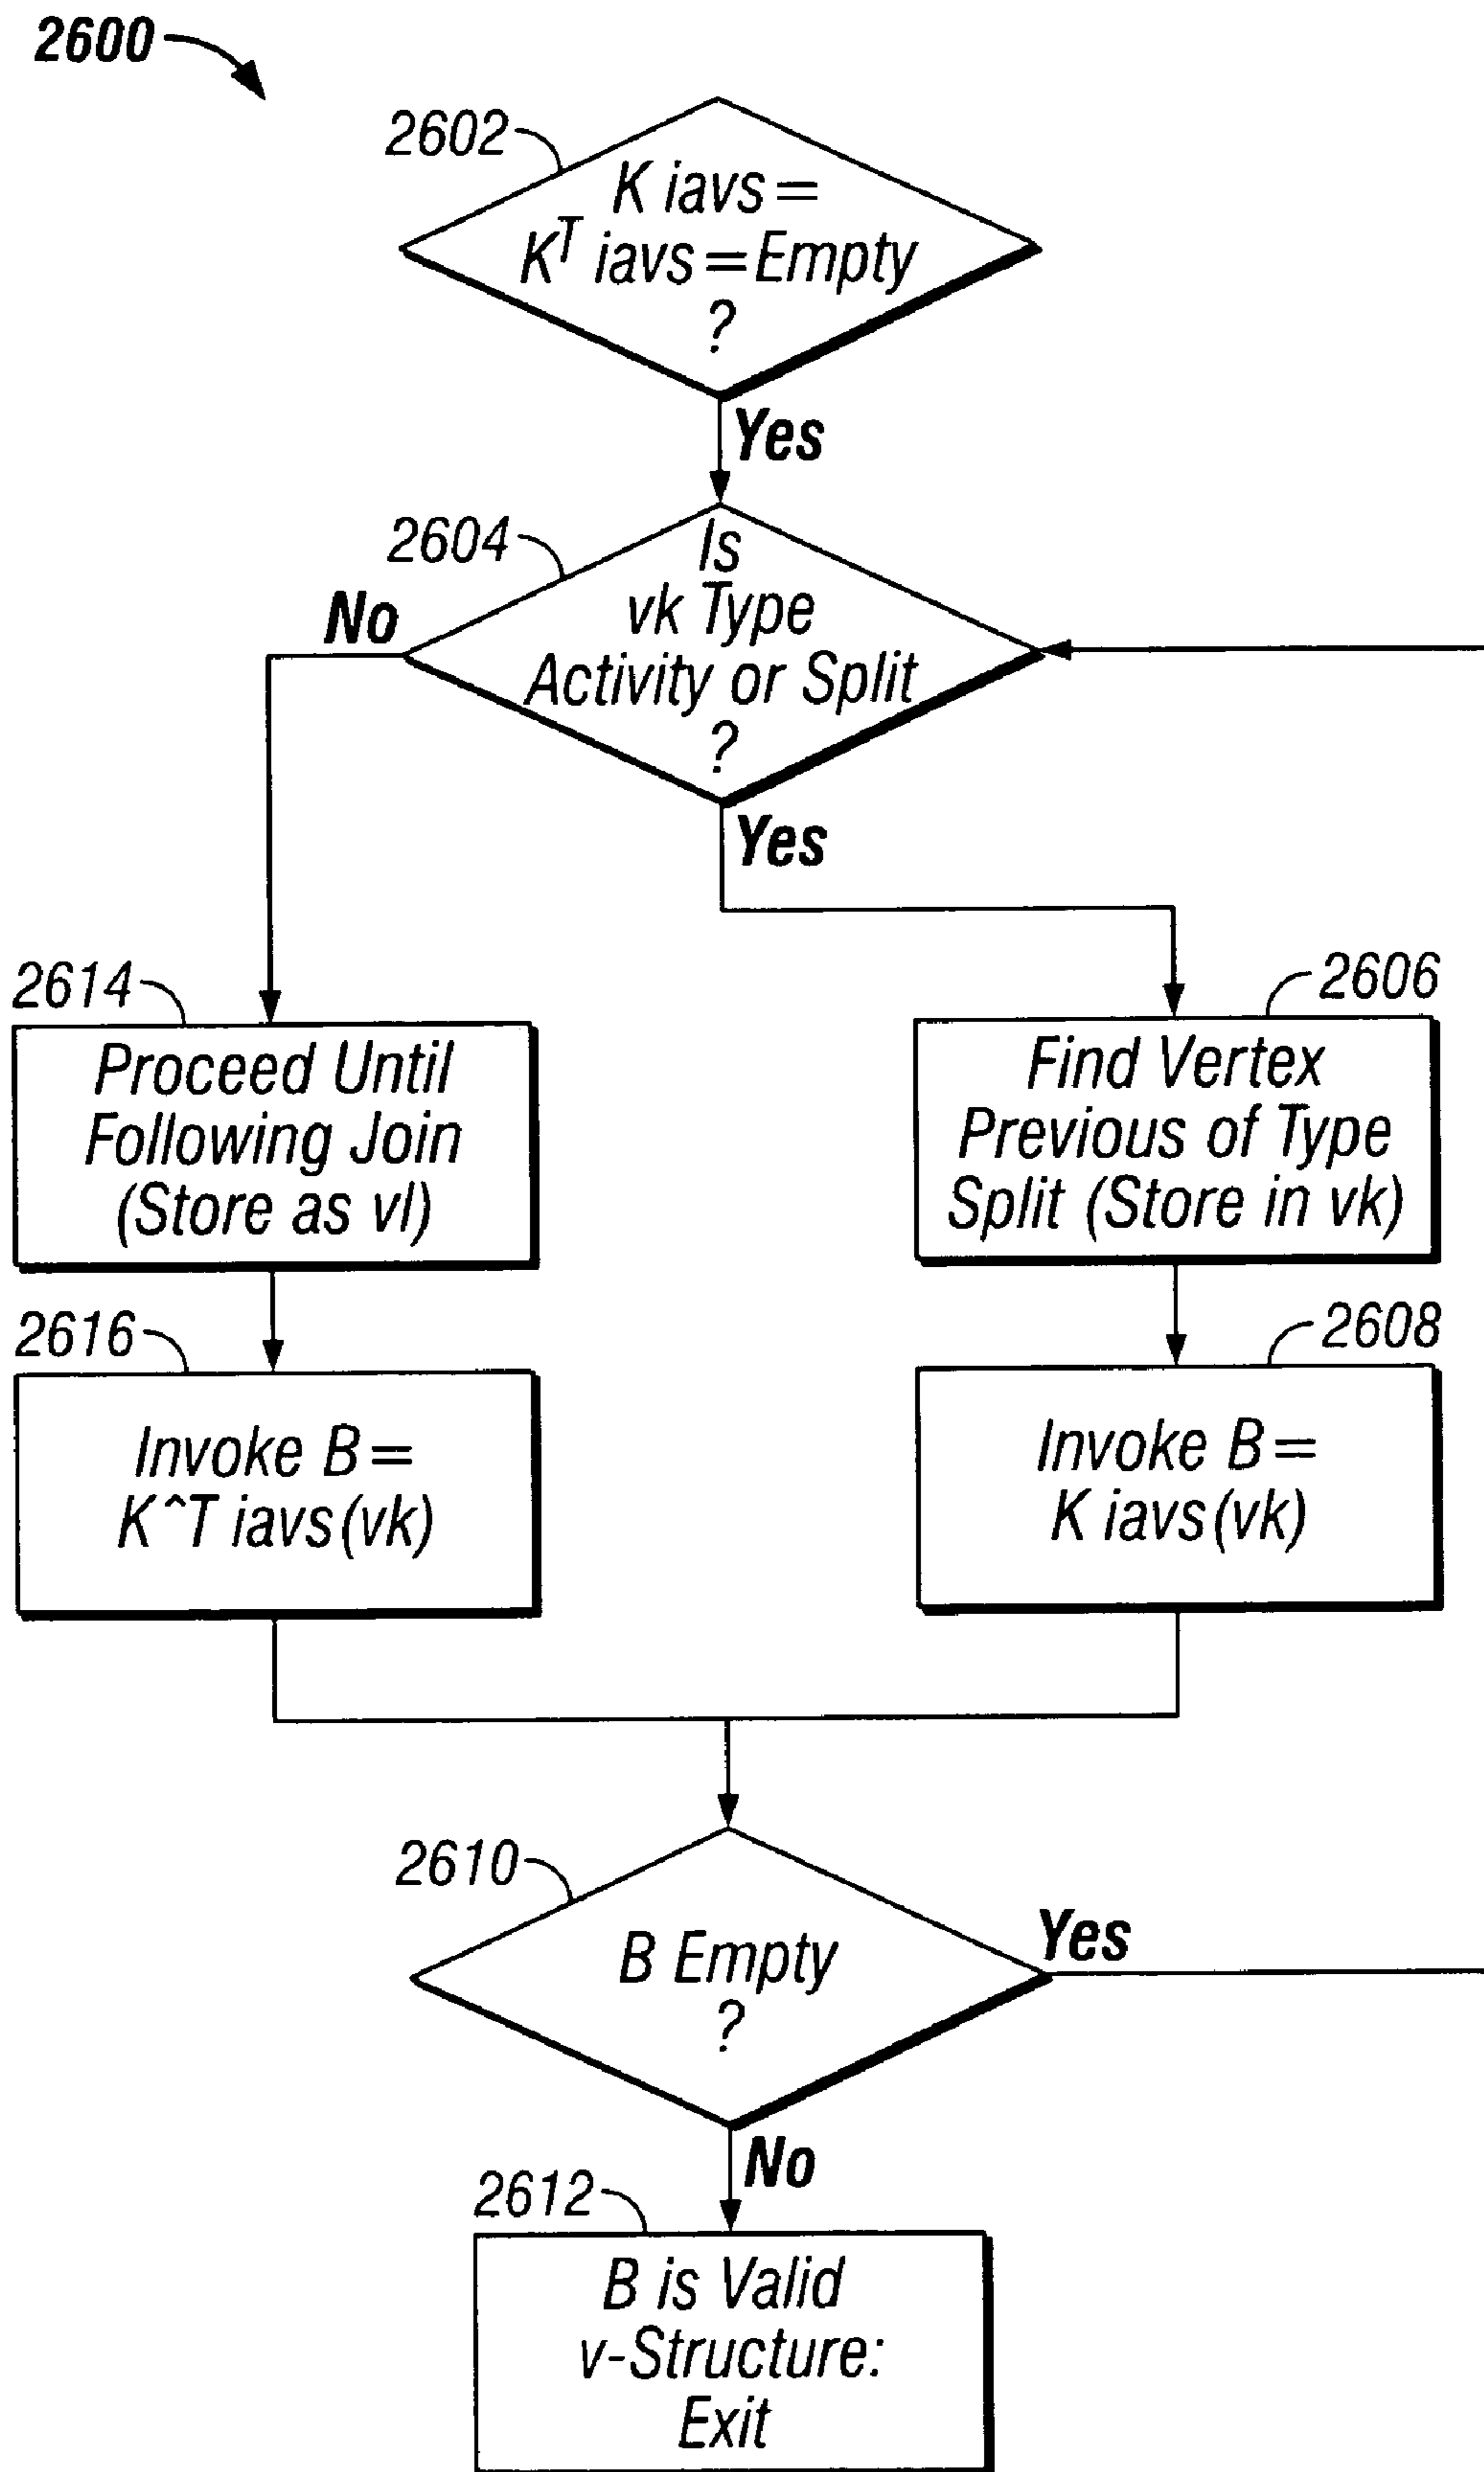 2600
2602
K iavs =
K^T iavs = Empty
?
Yes
2604
Is
vk Type
Activity or Split
?
No
Yes
2614
Proceed Until
Following Join
(Store as vl)
2606
Find Vertex
Previous of Type
Split (Store in vk)
2616
Invoke B =
K^T iavs (vk)
2608
Invoke B =
K iavs (vk)
2610
B Empty
?
Yes
No
2612
B is Valid
v-Structure:
Exit